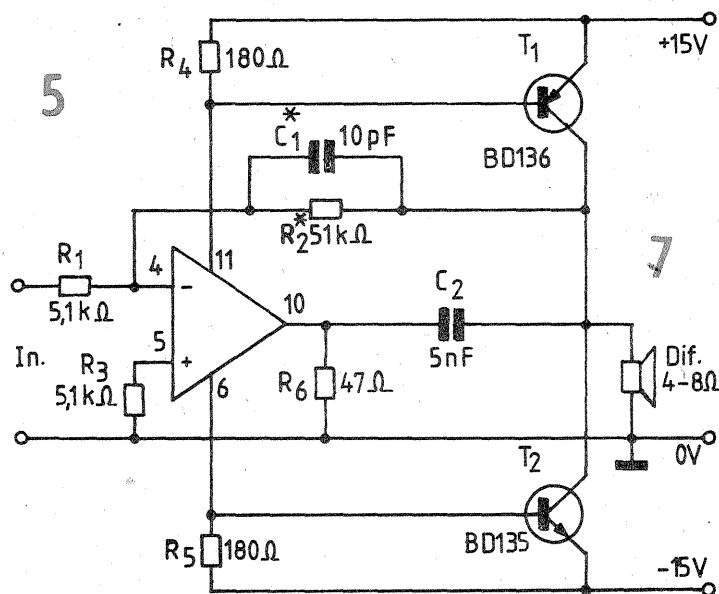 T1
+15V
R4
180Ω
5
*
C1
10pF
BD136
R2
*
51kΩ
7
R1
5,1kΩ
4
-
11
10
C2
5nF
In.
5
+
R3
5,1kΩ
6
R6
47Ω
Dif.
4-8Ω
T2
0V
BD135
R5
180Ω
-15V